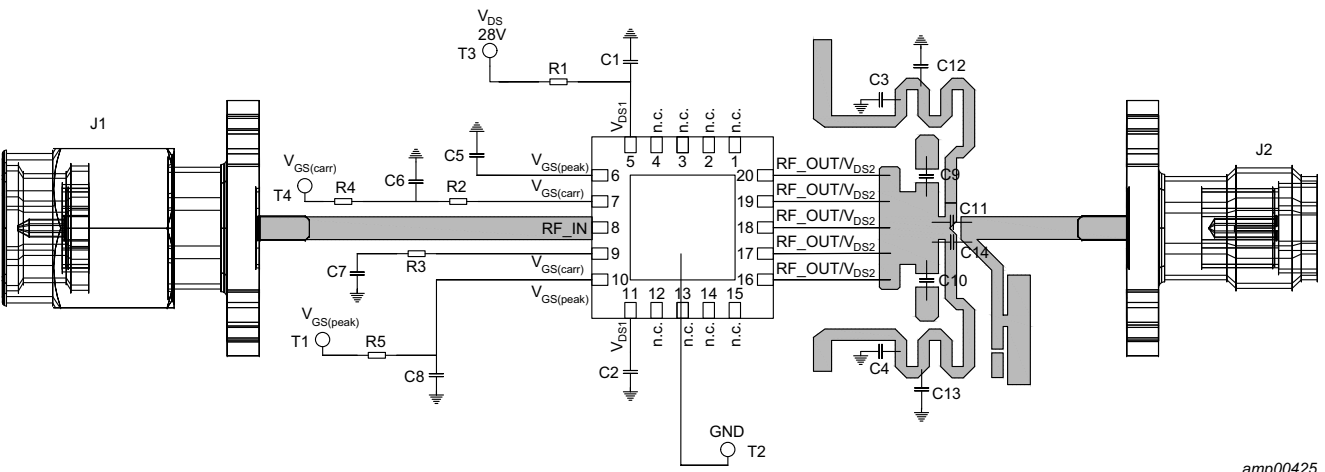 V_DS
28V
T3
R1
C1
C3
C12
J1
V_DS1
n.c.
n.c.
n.c.
n.c.
J2
5
4
3
2
1
C5
V_GS(peak)
6
20
RF_OUT/V_DS2
C9
V_GS(carr)
T4
R4
C6
R2
V_GS(carr)
7
19
RF_OUT/V_DS2
RF_IN
8
18
RF_OUT/V_DS2
C11
C7
R3
9
17
RF_OUT/V_DS2
C14
V_GS(carr)
10
16
RF_OUT/V_DS2
C10
V_GS(peak)
11
12
13
14
15
V_GS(peak)
T1
R5
C8
V_DS1
n.c.
n.c.
n.c.
n.c.
C2
C4
C13
GND
T2
amp00425